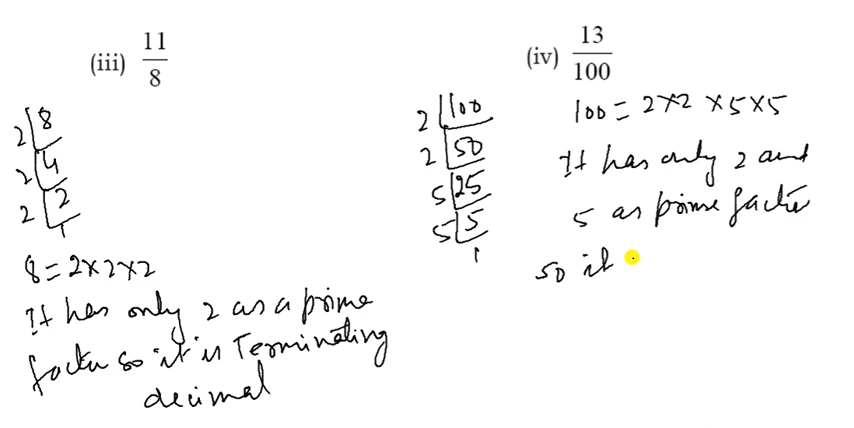 (iii) 11/8
2 | 8
2 | 4
2 | 2
1
8 = 2×2×2
It has only 2 as a prime
factor so it is Terminating
decimal
(iv) 13/100
2 | 100
2 | 50
5 | 25
5 | 5
1
100 = 2×2 ×5×5
It has only 2 and
5 as prime factor
so it